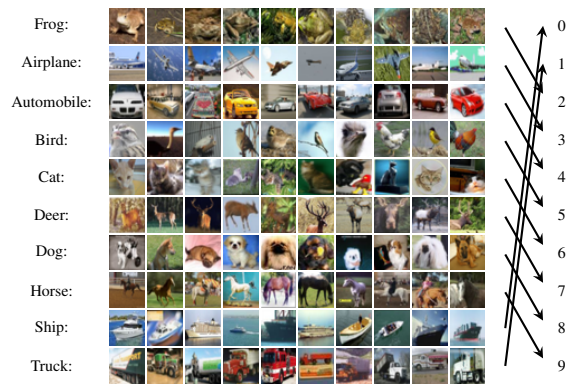 Frog: 0
Airplane: 1
Automobile: 2
Bird: 3
Cat: 4
Deer: 5
Dog: 6
Horse: 7
Ship: 8
Truck: 9